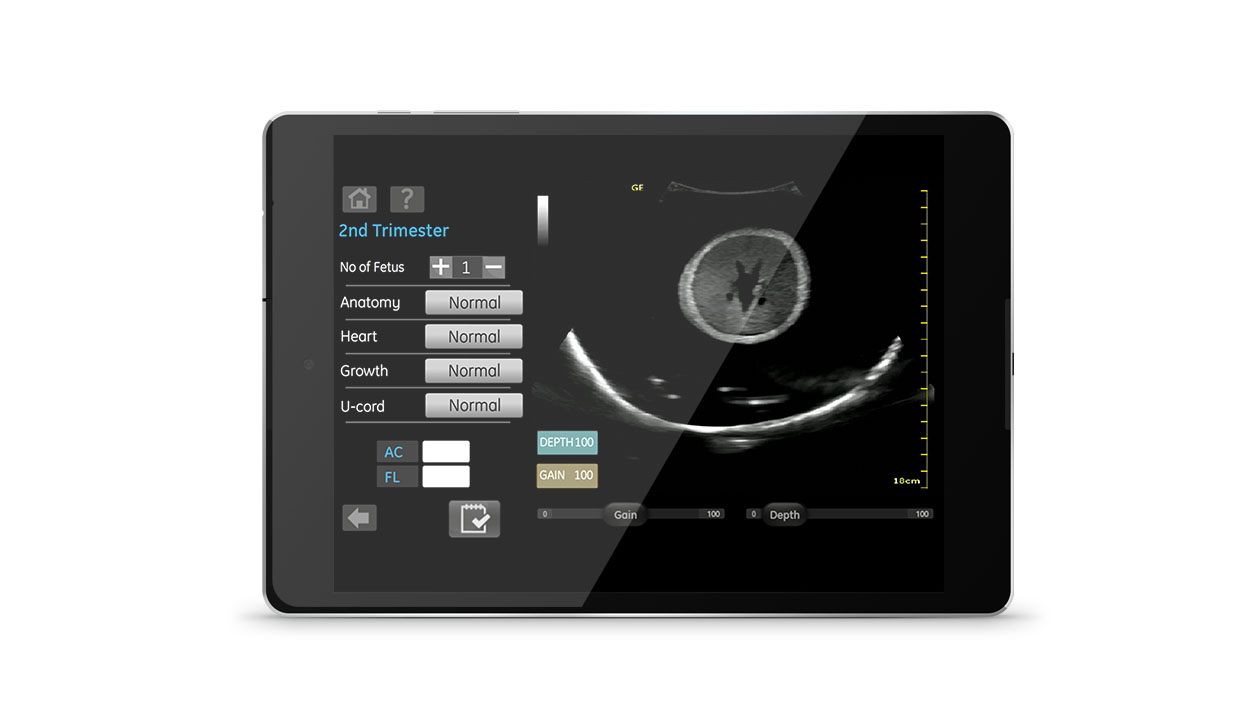 GE
?
2nd Trimester
No of Fetus + 1 −
Anatomy Normal
Heart Normal
Growth Normal
U-cord Normal
AC
FL
DEPTH 100
GAIN 100
18cm
0 Gain 100
0 Depth 100